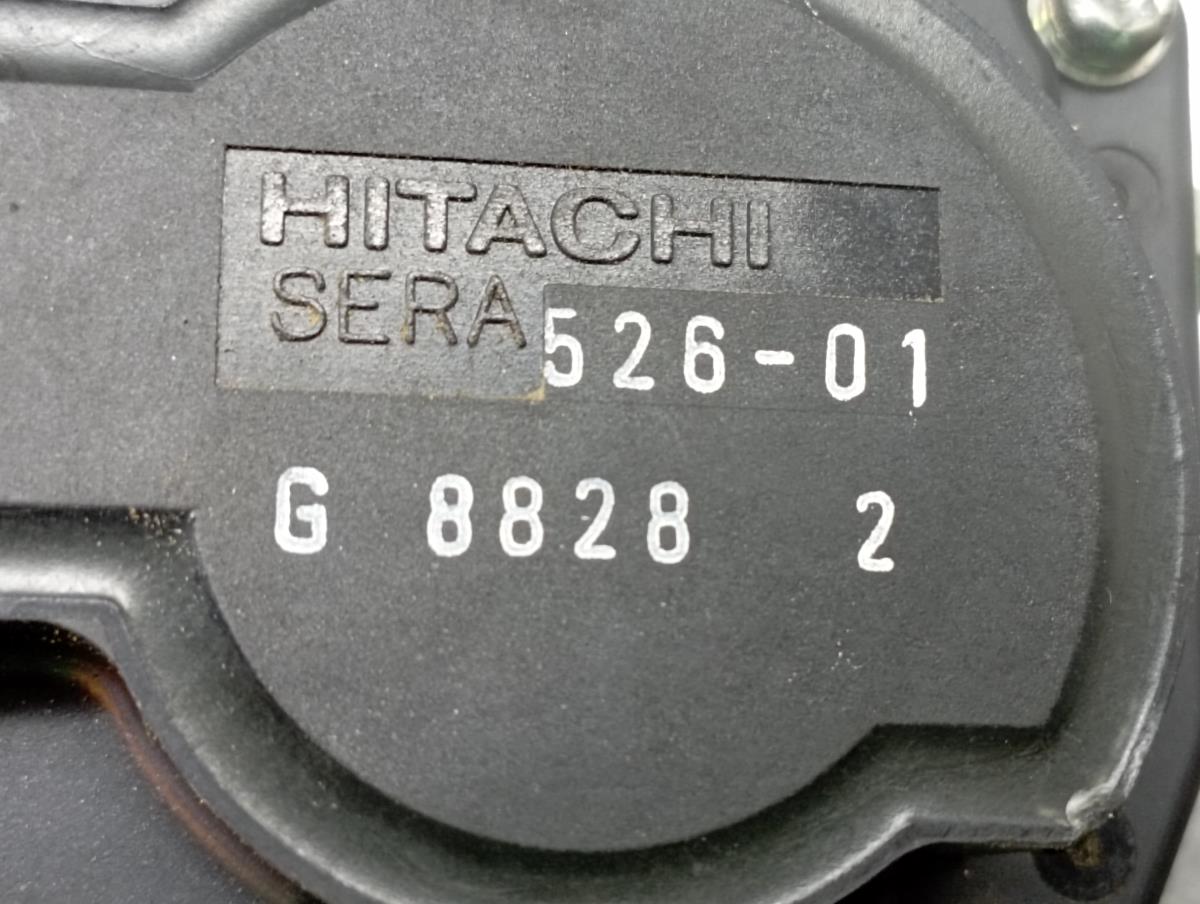 HITACHI
SERA526-01
G 8828 2